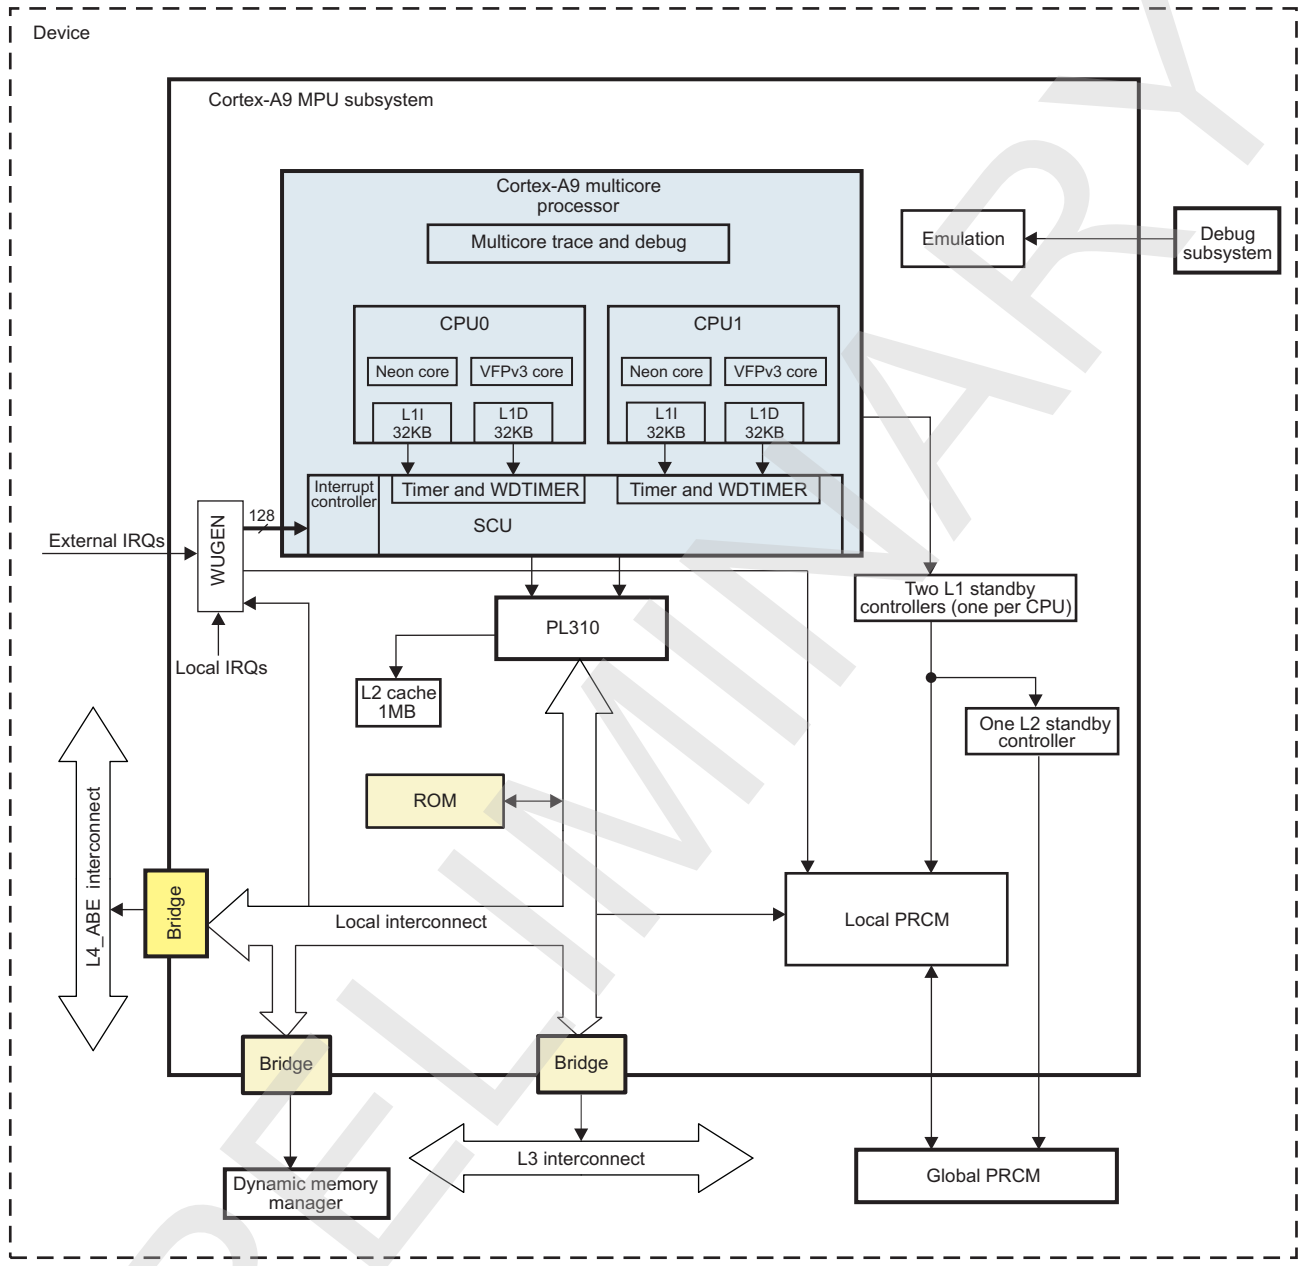 Device
Cortex-A9 MPU subsystem
Cortex-A9 multicore
processor
Multicore trace and debug
Emulation
Debug
subsystem
CPU0
CPU1
Neon core
VFPv3 core
Neon core
VFPv3 core
L1I
32KB
L1D
32KB
L1I
32KB
L1D
32KB
Interrupt
controller
Timer and WDTIMER
Timer and WDTIMER
SCU
128
External IRQs
WUGEN
Local IRQs
Two L1 standby
controllers (one per CPU)
PL310
L2 cache
1MB
One L2 standby
controller
ROM
L4_ABE interconnect
Bridge
Local interconnect
Local PRCM
Bridge
Bridge
L3 interconnect
Dynamic memory
manager
Global PRCM
PRELIMINARY